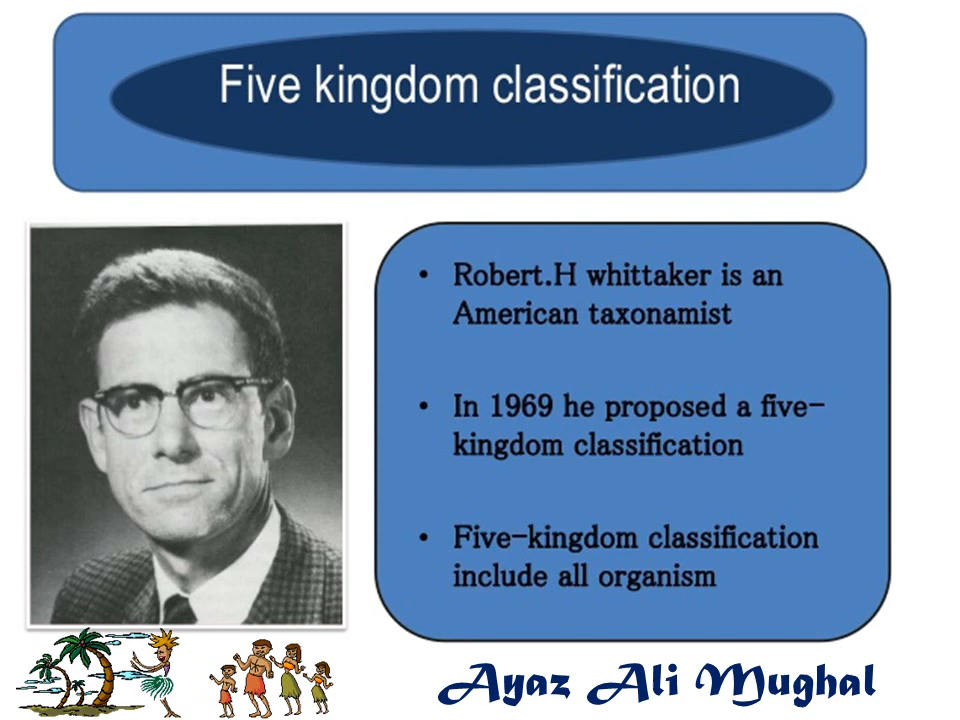 Five kingdom classification
• Robert.H whittaker is an
American taxonamist
• In 1969 he proposed a five-
kingdom classification
• Five-kingdom classification
include all organism
Ayaz Ali Mughal